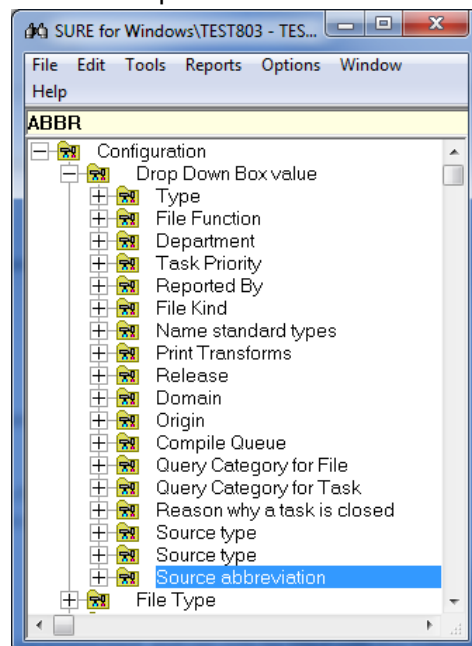 SURE for Windows\TEST803 - TES...
File Edit Tools Reports Options Window
Help
ABBR
Configuration
Drop Down Box value
Type
File Function
Department
Task Priority
Reported By
File Kind
Name standard types
Print Transforms
Release
Domain
Origin
Compile Queue
Query Category for File
Query Category for Task
Reason why a task is closed
Source type
Source type
Source abbreviation
File Type